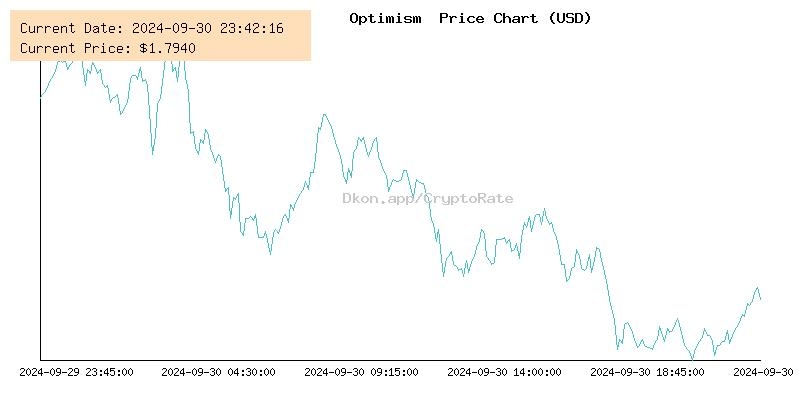 Optimism  Price Chart (USD)
Current Date: 2024-09-30 23:42:16
Current Price: $1.7940
Dkon.app/CryptoRate
2024-09-29 23:45:00 2024-09-30 04:30:00 2024-09-30 09:15:00 2024-09-30 14:00:00 2024-09-30 18:45:00 2024-09-30